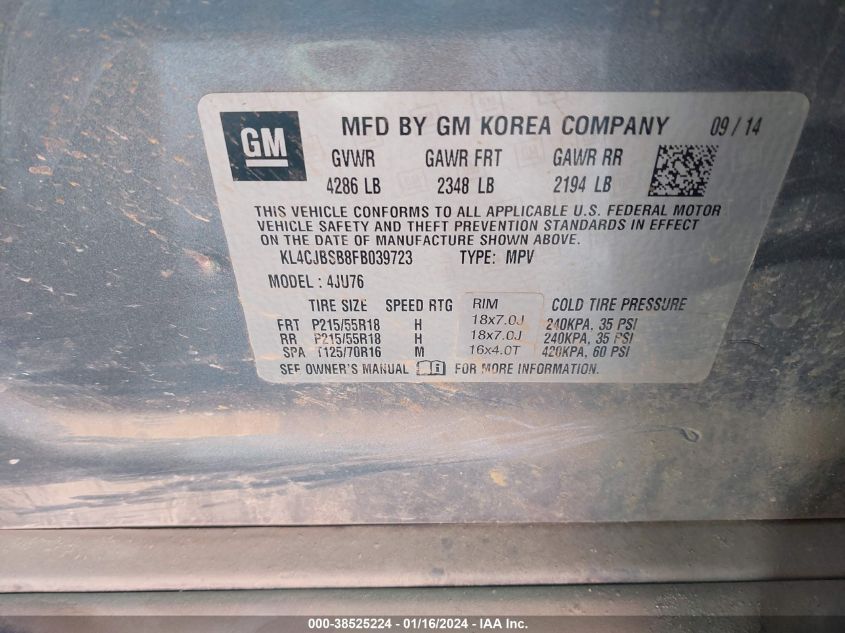 GM MFD BY GM KOREA COMPANY 09/14
GVWR GAWR FRT GAWR RR
4286 LB 2348 LB 2194 LB
THIS VEHICLE CONFORMS TO ALL APPLICABLE U.S. FEDERAL MOTOR
VEHICLE SAFETY AND THEFT PREVENTION STANDARDS IN EFFECT
ON THE DATE OF MANUFACTURE SHOWN ABOVE.
KL4CJBSB8FB039723 TYPE: MPV
MODEL : 4JU76
TIRE SIZE SPEED RTG RIM COLD TIRE PRESSURE
FRT P215/55R18 H 18x7.0J 240KPA, 35 PSI
RR P215/55R18 H 18x7.0J 240KPA, 35 PSI
SPA T125/70R16 M 16x4.0T 420KPA, 60 PSI
SEE OWNER'S MANUAL FOR MORE INFORMATION.
000-38525224 - 01/16/2024 - IAA Inc.